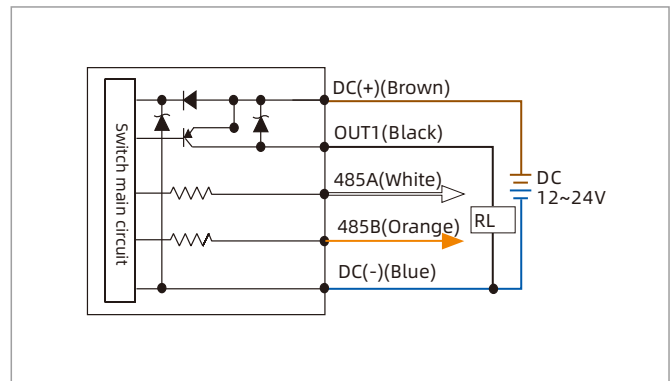 Switch main circuit
DC(+)(Brown)
OUT1(Black)
485A(White)
485B(Orange)
DC(-)(Blue)
RL
DC
12~24V